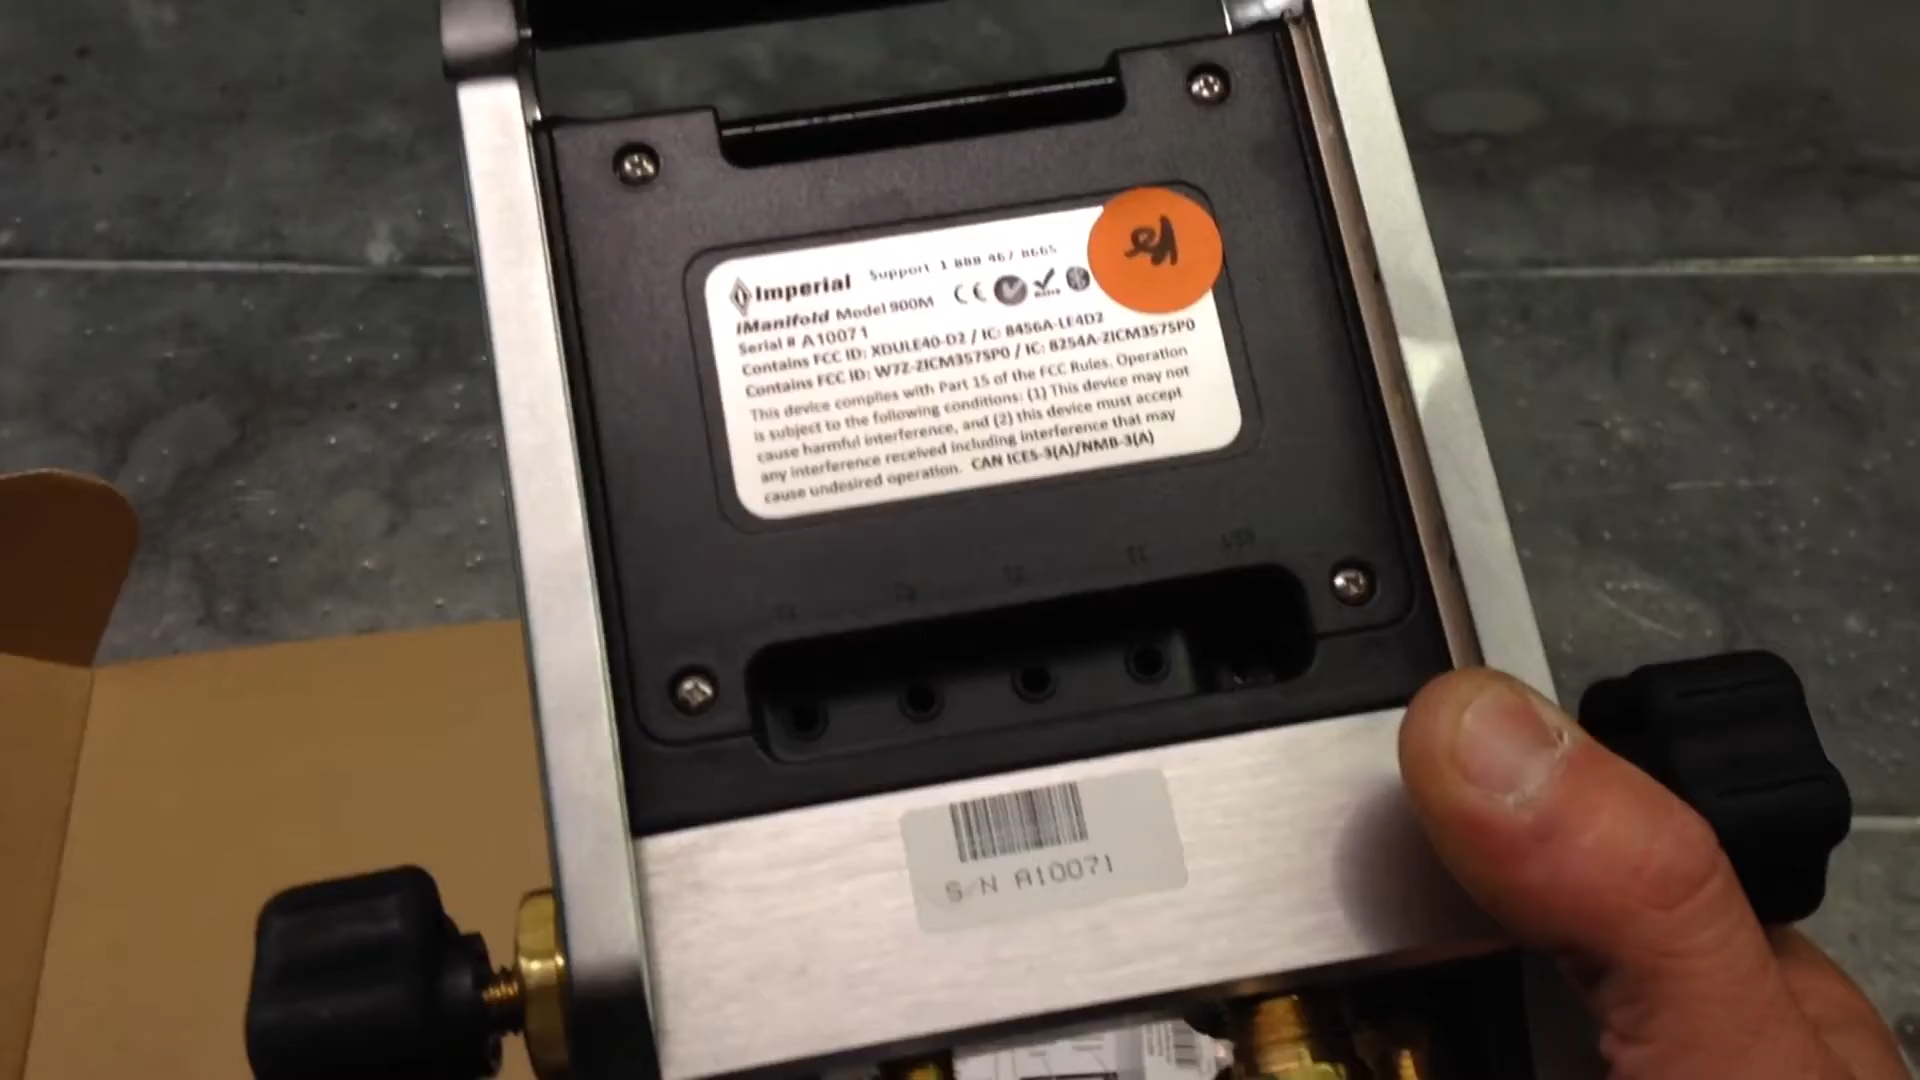 Imperial Support 1 888 467 8665
iManifold Model 900M
Serial # A10071
Contains FCC ID: XDULE40-D2 / IC: 8456A-LE4D2
Contains FCC ID: W7Z-ZICM357SP0 / IC: 8254A-ZICM357SP0
This device complies with Part 15 of the FCC Rules. Operation
is subject to the following conditions: (1) This device may not
cause harmful interference, and (2) this device must accept
any interference received including interference that may
cause undesired operation. CAN ICES-3(A)/NMB-3(A)
S/N A10071